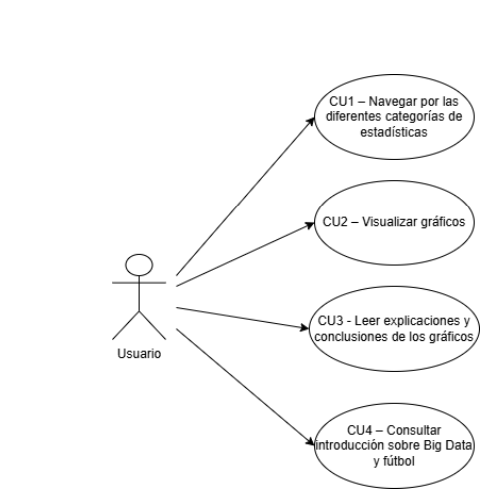 CU1 – Navegar por las
diferentes categorías de
estadísticas
CU2 – Visualizar gráficos
CU3 - Leer explicaciones y
conclusiones de los gráficos
Usuario
CU4 – Consultar
introducción sobre Big Data
y fútbol